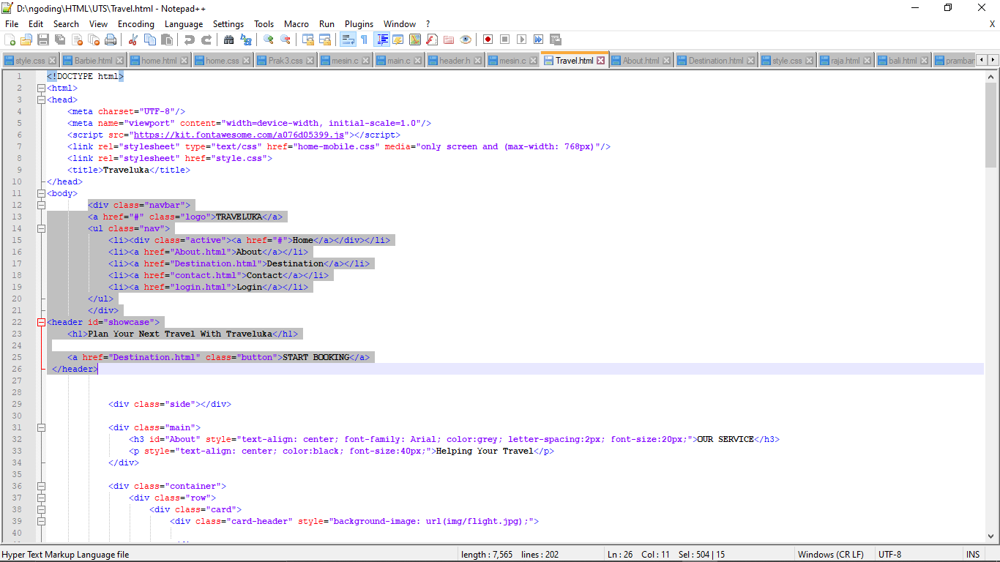 D:\ngoding\HTML\UTS\Travel.html - Notepad++
File Edit Search View Encoding Language Settings Tools Macro Run Plugins Window ? X
style.css Barbie.html home.html home.css Prak3.css mesin.c main.c header.h mesin.c Travel.html About.html Destination.html style.css raja.html bali.html prambar
1 <!DOCTYPE html>
2 <html>
3 <head>
4 <meta charset="UTF-8"/>
5 <meta name="viewport" content="width=device-width, initial-scale=1.0"/>
6 <script src="https://kit.fontawesome.com/a076d05399.js"></script>
7 <link rel="stylesheet" type="text/css" href="home-mobile.css" media="only screen and (max-width: 768px)"/>
8 <link rel="stylesheet" href="style.css">
9 <title>Traveluka</title>
10 </head>
11 <body>
12 <div class="navbar">
13 <a href="#" class="logo">TRAVELUKA</a>
14 <ul class="nav">
15 <li><div class="active"><a href="#">Home</a></div></li>
16 <li><a href="About.html">About</a></li>
17 <li><a href="Destination.html">Destination</a></li>
18 <li><a href="contact.html">Contact</a></li>
19 <li><a href="login.html">Login</a></li>
20 </ul>
21 </div>
22 <header id="showcase">
23 <h1>Plan Your Next Travel With Traveluka</h1>
24
25 <a href="Destination.html" class="button">START BOOKING</a>
26 </header>
27
28
29 <div class="side"></div>
30
31 <div class="main">
32 <h3 id="About" style="text-align: center; font-family: Arial; color:grey; letter-spacing:2px; font-size:20px;">OUR SERVICE</h3>
33 <p style="text-align: center; color:black; font-size:40px;">Helping Your Travel</p>
34 </div>
35
36 <div class="container">
37 <div class="row">
38 <div class="card">
39 <div class="card-header" style="background-image: url(img/flight.jpg);">
40
Hyper Text Markup Language file length : 7,565 lines : 202 Ln : 26 Col : 11 Sel : 504 | 15 Windows (CR LF) UTF-8 INS